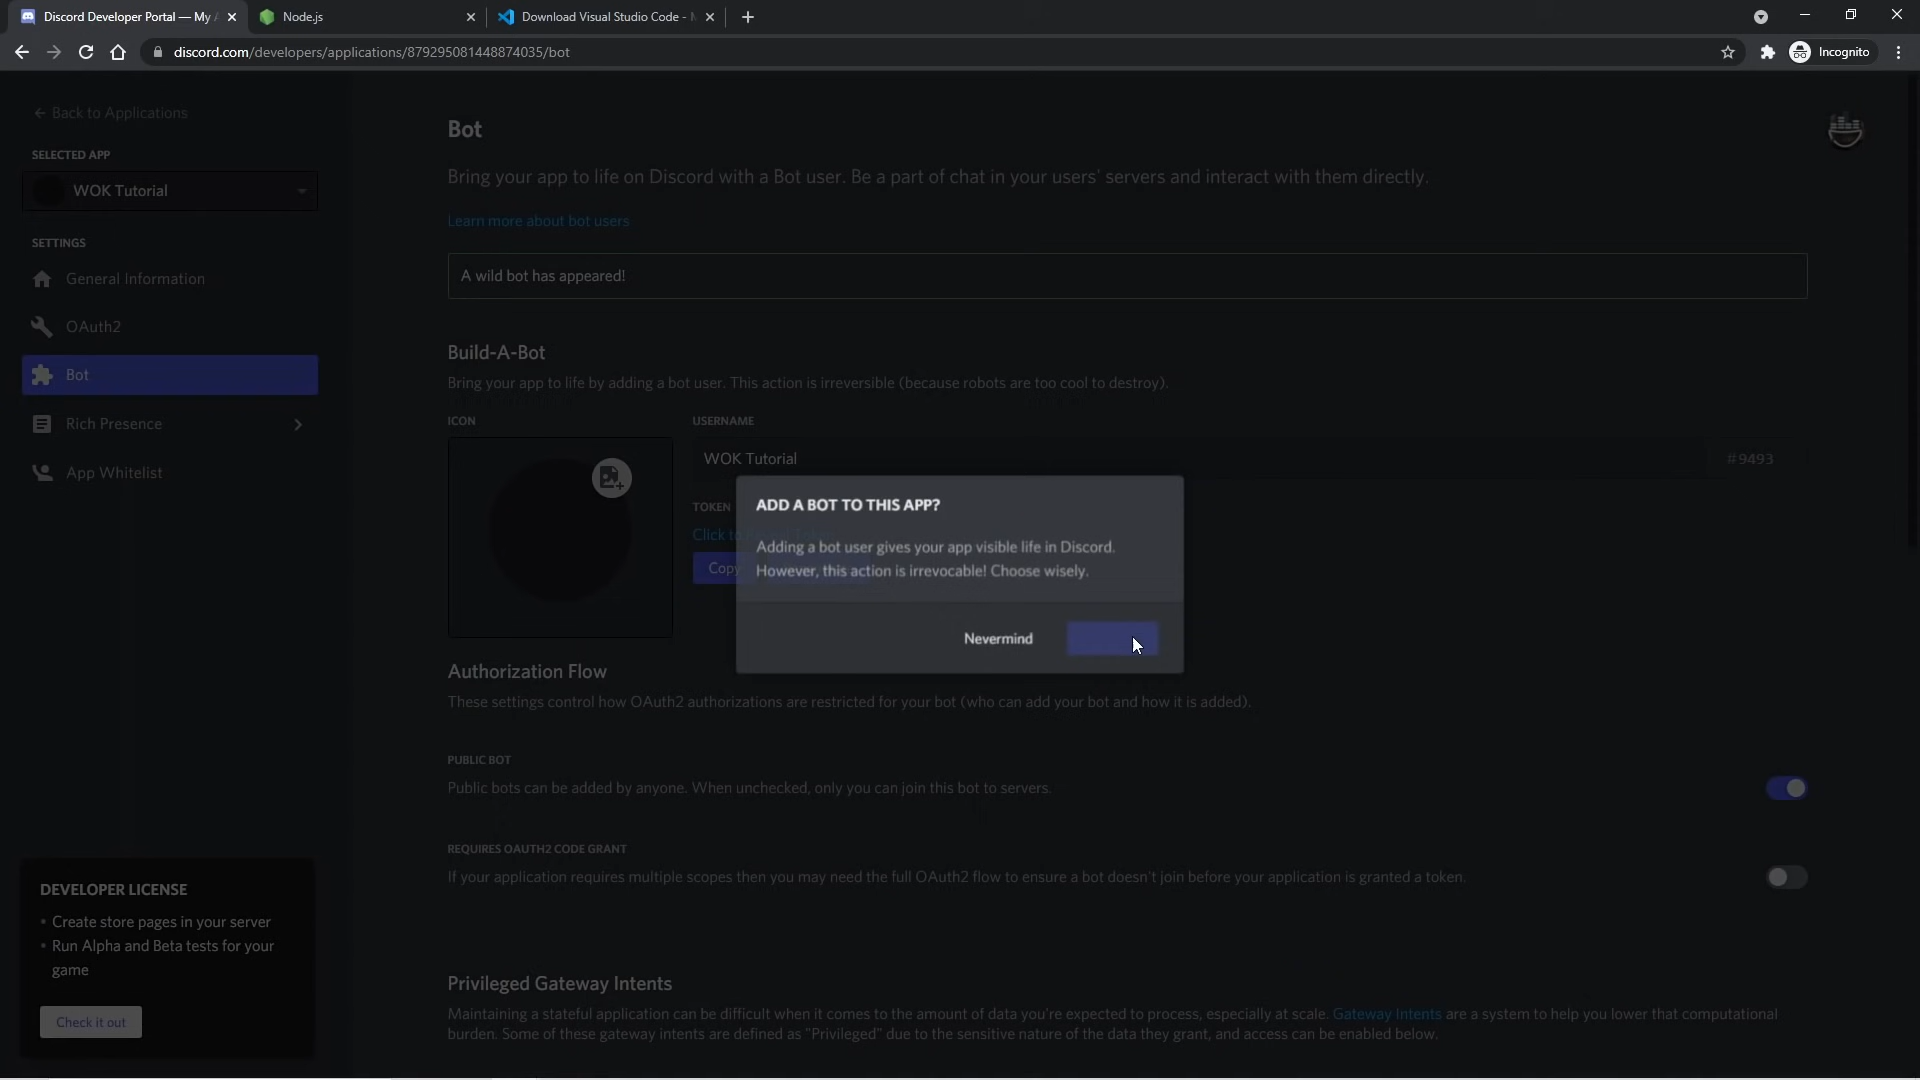 Discord Developer Portal — My A
Node.js
Download Visual Studio Code -
discord.com/developers/applications/879295081448874035/bot
Incognito
← Back to Applications
SELECTED APP
WOK Tutorial
SETTINGS
General Information
OAuth2
Bot
Rich Presence
App Whitelist
DEVELOPER LICENSE
• Create store pages in your server
• Run Alpha and Beta tests for your
game
Check it out
Bot
Bring your app to life on Discord with a Bot user. Be a part of chat in your users' servers and interact with them directly.
Learn more about bot users
A wild bot has appeared!
Build-A-Bot
Bring your app to life by adding a bot user. This action is irreversible (because robots are too cool to destroy).
ICON
USERNAME
WOK Tutorial
#9493
TOKEN
Click to
Copy
ADD A BOT TO THIS APP?
Adding a bot user gives your app visible life in Discord.
However, this action is irrevocable! Choose wisely.
Nevermind
Authorization Flow
These settings control how OAuth2 authorizations are restricted for your bot (who can add your bot and how it is added).
PUBLIC BOT
Public bots can be added by anyone. When unchecked, only you can join this bot to servers.
REQUIRES OAUTH2 CODE GRANT
If your application requires multiple scopes then you may need the full OAuth2 flow to ensure a bot doesn't join before your application is granted a token.
Privileged Gateway Intents
Maintaining a stateful application can be difficult when it comes to the amount of data you're expected to process, especially at scale. Gateway Intents are a system to help you lower that computational
burden. Some of these gateway intents are defined as "Privileged" due to the sensitive nature of the data they grant, and access can be enabled below.